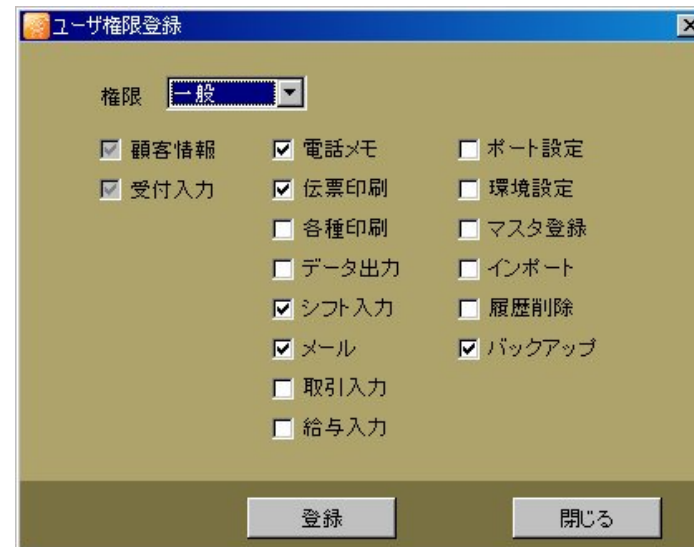 ユーザ権限登録
権限 一般
顧客情報 電話メモ ポート設定
受付入力 伝票印刷 環境設定
各種印刷 マスタ登録
データ出力 インポート
シフト入力 履歴削除
メール バックアップ
取引入力
給与入力
登録 閉じる